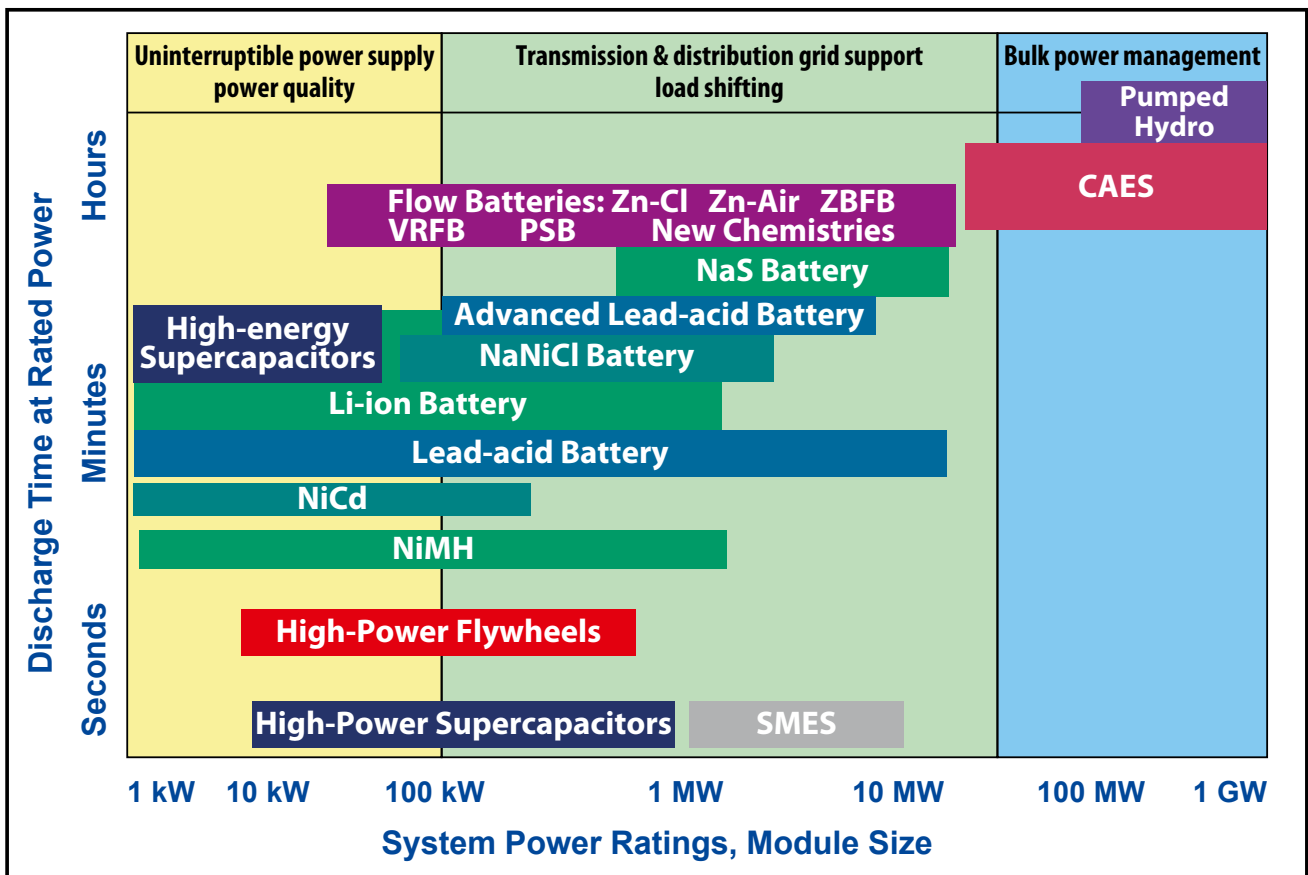 Uninterruptible power supply
power quality
Transmission & distribution grid support
load shifting
Bulk power management
Pumped
Hydro
CAES
Flow Batteries: Zn-Cl Zn-Air ZBFB
VRFB PSB New Chemistries
NaS Battery
Advanced Lead-acid Battery
High-energy
Supercapacitors
NaNiCl Battery
Li-ion Battery
Lead-acid Battery
NiCd
NiMH
High-Power Flywheels
High-Power Supercapacitors
SMES
Discharge Time at Rated Power
Hours
Minutes
Seconds
1 kW 10 kW 100 kW 1 MW 10 MW 100 MW 1 GW
System Power Ratings, Module Size